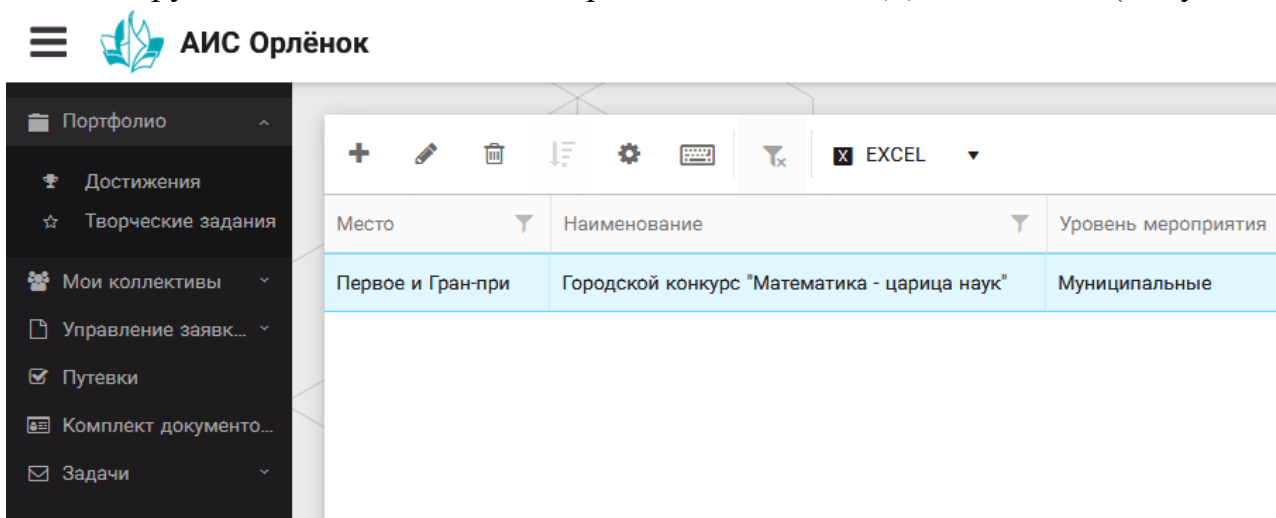 АИС Орлёнок
Портфолио
Достижения
Творческие задания
Мои коллективы
Управление заявк...
Путевки
Комплект документо...
Задачи
X EXCEL
Место Наименование Уровень мероприятия
Первое и Гран-при Городской конкурс "Математика - царица наук" Муниципальные